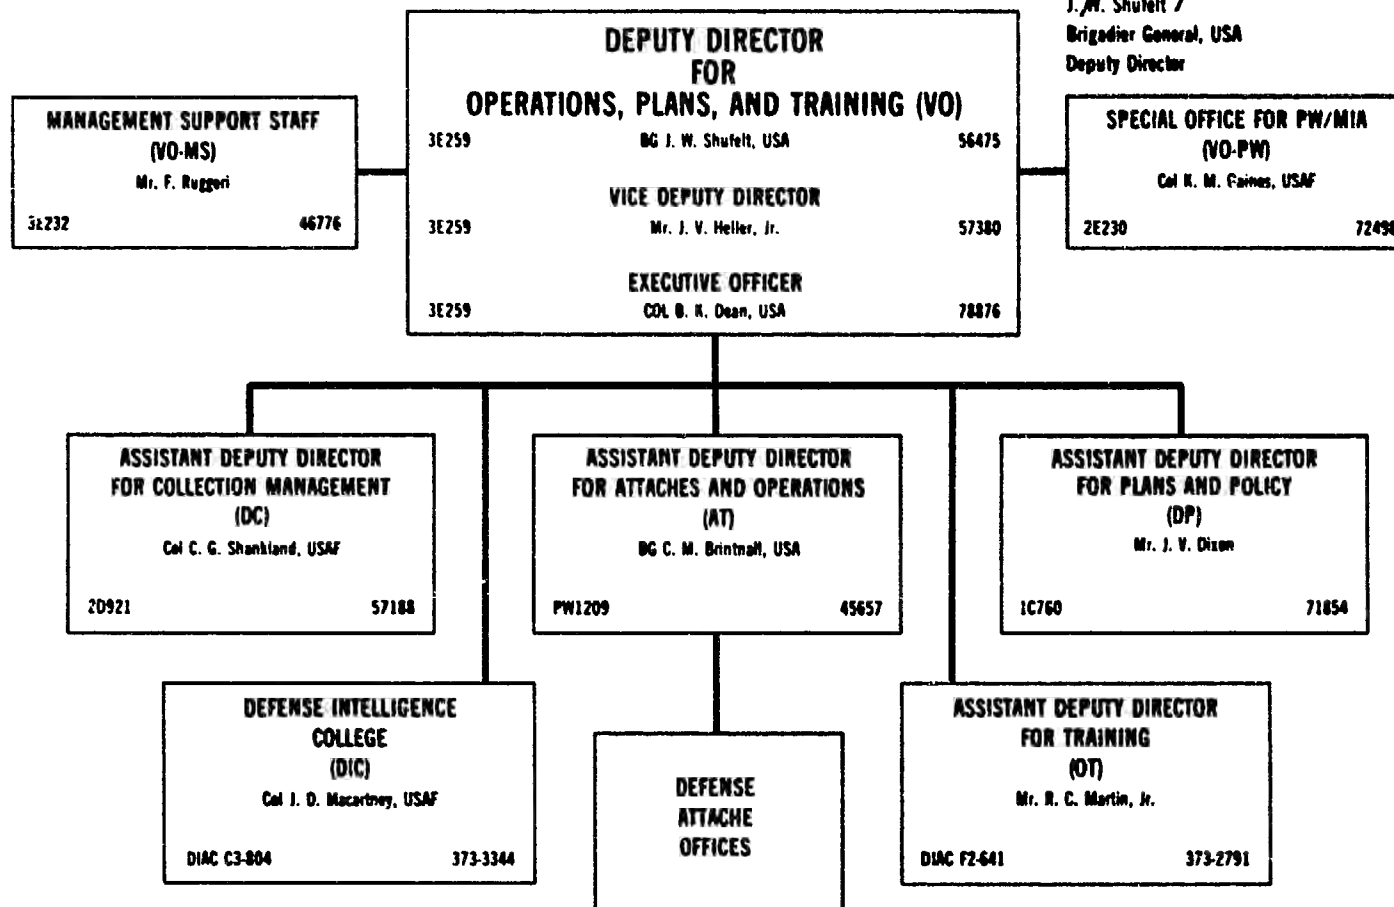 J. W. Shufelt
Brigadier General, USA
Deputy Director
DEPUTY DIRECTOR
FOR
OPERATIONS, PLANS, AND TRAINING (VO)
3E259 BG J. W. Shufelt, USA 56475
VICE DEPUTY DIRECTOR
3E259 Mr. J. V. Heller, Jr. 57380
EXECUTIVE OFFICER
3E259 COL B. K. Dean, USA 78876
MANAGEMENT SUPPORT STAFF
(VO-MS)
Mr. F. Ruggeri
3E232 46776
SPECIAL OFFICE FOR PW/MIA
(VO-PW)
Col K. M. Gaines, USAF
2E230 72498
ASSISTANT DEPUTY DIRECTOR
FOR COLLECTION MANAGEMENT
(DC)
Col C. G. Shankland, USAF
2D921 57188
ASSISTANT DEPUTY DIRECTOR
FOR ATTACHES AND OPERATIONS
(AT)
BG C. M. Brintnall, USA
PW1209 45657
ASSISTANT DEPUTY DIRECTOR
FOR PLANS AND POLICY
(DP)
Mr. J. V. Dixon
1C760 71854
DEFENSE INTELLIGENCE
COLLEGE
(DIC)
Col J. D. Macartney, USAF
DIAC C3-804 373-3344
DEFENSE
ATTACHE
OFFICES
ASSISTANT DEPUTY DIRECTOR
FOR TRAINING
(OT)
Mr. R. C. Martin, Jr.
DIAC F2-641 373-2791